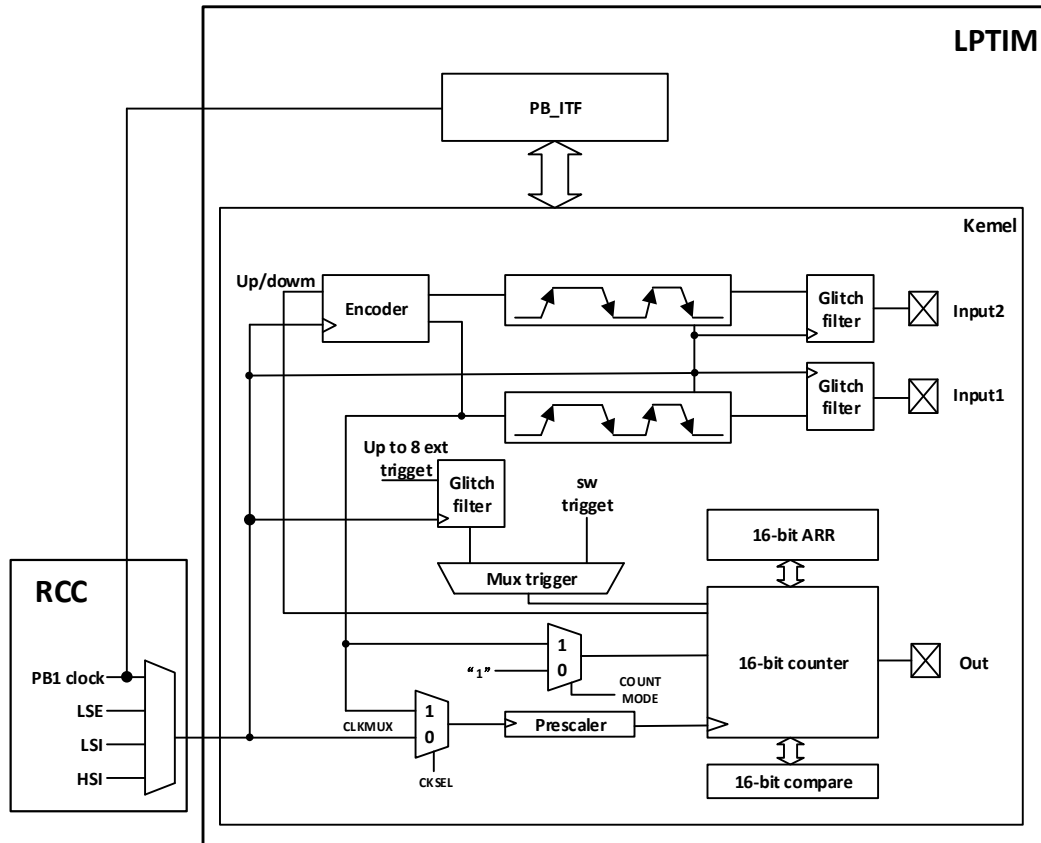 LPTIM
PB_ITF
Kemel
Up/dowm
Encoder
Glitch
filter
Input2
Glitch
filter
Input1
Up to 8 ext
trigget
Glitch
filter
sw
trigget
16-bit ARR
Mux trigger
RCC
1
0
“1”
16-bit counter
Out
COUNT
MODE
PB1 clock
LSE
LSI
HSI
CLKMUX
1
0
Prescaler
CKSEL
16-bit compare